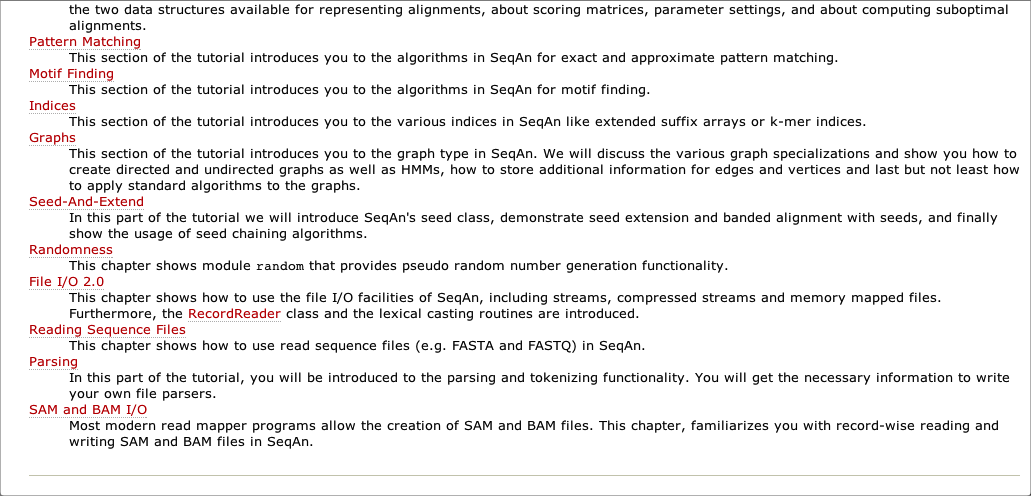 the two data structures available for representing alignments, about scoring matrices, parameter settings, and about computing suboptimal
alignments.
Pattern Matching
This section of the tutorial introduces you to the algorithms in SeqAn for exact and approximate pattern matching.
Motif Finding
This section of the tutorial introduces you to the algorithms in SeqAn for motif finding.
Indices
This section of the tutorial introduces you to the various indices in SeqAn like extended suffix arrays or k-mer indices.
Graphs
This section of the tutorial introduces you to the graph type in SeqAn. We will discuss the various graph specializations and show you how to
create directed and undirected graphs as well as HMMs, how to store additional information for edges and vertices and last but not least how
to apply standard algorithms to the graphs.
Seed-And-Extend
In this part of the tutorial we will introduce SeqAn's seed class, demonstrate seed extension and banded alignment with seeds, and finally
show the usage of seed chaining algorithms.
Randomness
This chapter shows module random that provides pseudo random number generation functionality.
File I/O 2.0
This chapter shows how to use the file I/O facilities of SeqAn, including streams, compressed streams and memory mapped files.
Furthermore, the RecordReader class and the lexical casting routines are introduced.
Reading Sequence Files
This chapter shows how to use read sequence files (e.g. FASTA and FASTQ) in SeqAn.
Parsing
In this part of the tutorial, you will be introduced to the parsing and tokenizing functionality. You will get the necessary information to write
your own file parsers.
SAM and BAM I/O
Most modern read mapper programs allow the creation of SAM and BAM files. This chapter, familiarizes you with record-wise reading and
writing SAM and BAM files in SeqAn.